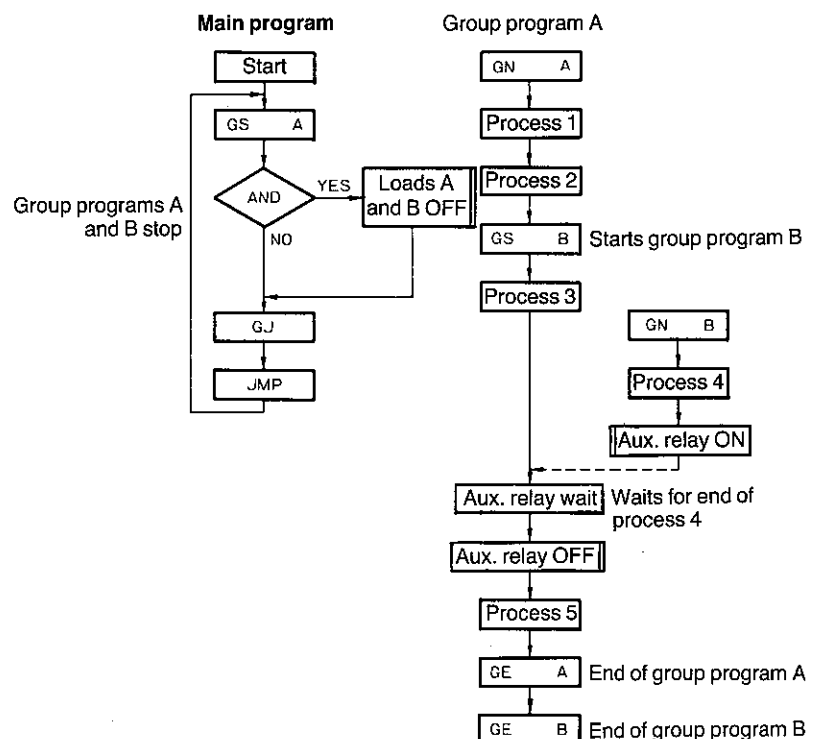 Main program
Start
GS A
AND
YES
Loads A
and B OFF
NO
Group programs A
and B stop
GJ
JMP
Group program A
GN A
Process 1
Process 2
GS B
Starts group program B
Process 3
GN B
Process 4
Aux. relay ON
Aux. relay wait
Waits for end of
process 4
Aux. relay OFF
Process 5
GE A
End of group program A
GE B
End of group program B